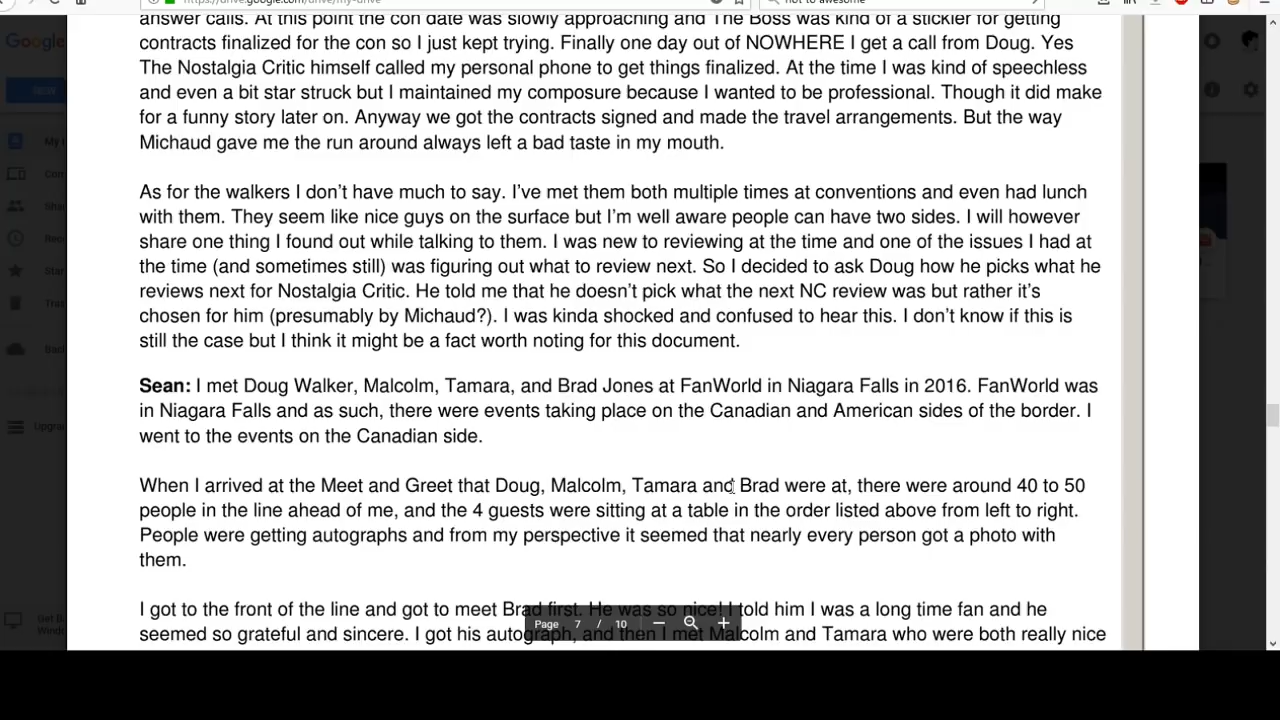 https://drive.google.com/drive/my-drive
not to awesome
Google
NEW
answer calls. At this point the con date was slowly approaching and The Boss was kind of a stickler for getting
contracts finalized for the con so I just kept trying. Finally one day out of NOWHERE I get a call from Doug. Yes
The Nostalgia Critic himself called my personal phone to get things finalized. At the time I was kind of speechless
and even a bit star struck but I maintained my composure because I wanted to be professional. Though it did make
for a funny story later on. Anyway we got the contracts signed and made the travel arrangements. But the way
Michaud gave me the run around always left a bad taste in my mouth.
As for the walkers I don’t have much to say. I’ve met them both multiple times at conventions and even had lunch
with them. They seem like nice guys on the surface but I’m well aware people can have two sides. I will however
share one thing I found out while talking to them. I was new to reviewing at the time and one of the issues I had at
the time (and sometimes still) was figuring out what to review next. So I decided to ask Doug how he picks what he
reviews next for Nostalgia Critic. He told me that he doesn’t pick what the next NC review was but rather it’s
chosen for him (presumably by Michaud?). I was kinda shocked and confused to hear this. I don’t know if this is
still the case but I think it might be a fact worth noting for this document.
Sean: I met Doug Walker, Malcolm, Tamara, and Brad Jones at FanWorld in Niagara Falls in 2016. FanWorld was
in Niagara Falls and as such, there were events taking place on the Canadian and American sides of the border. I
went to the events on the Canadian side.
When I arrived at the Meet and Greet that Doug, Malcolm, Tamara and Brad were at, there were around 40 to 50
people in the line ahead of me, and the 4 guests were sitting at a table in the order listed above from left to right.
People were getting autographs and from my perspective it seemed that nearly every person got a photo with
them.
I got to the front of the line and got to meet Brad first. He was so nice! I told him I was a long time fan and he
seemed so grateful and sincere. I got his autograph, and then I met Malcolm and Tamara who were both really nice
Page 7 / 10